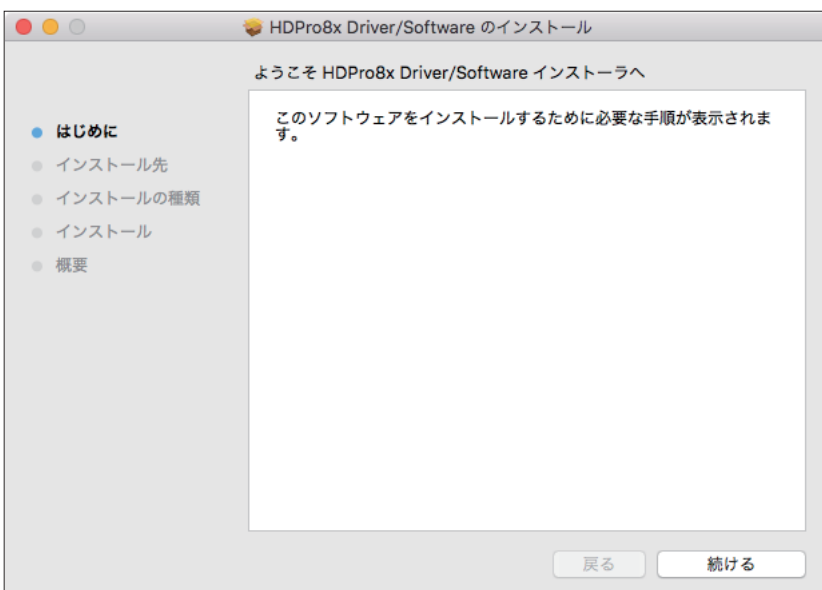 HDPro8x Driver/Software のインストール
ようこそ HDPro8x Driver/Software インストーラへ
はじめに
インストール先
インストールの種類
インストール
概要
このソフトウェアをインストールするために必要な手順が表示されま
す。
戻る
続ける